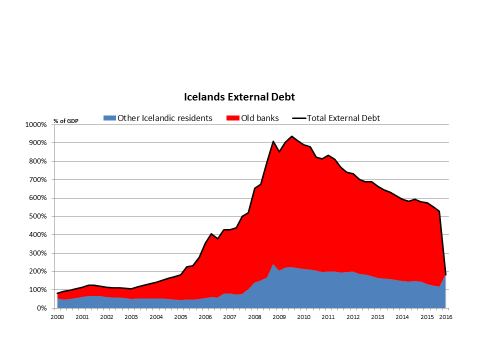 Icelands External Debt
% of GDP
Other Icelandic residents Old banks Total External Debt
1000%
900%
800%
700%
600%
500%
400%
300%
200%
100%
0%
2000 2001 2002 2003 2004 2005 2006 2007 2008 2009 2010 2011 2012 2013 2014 2015 2016